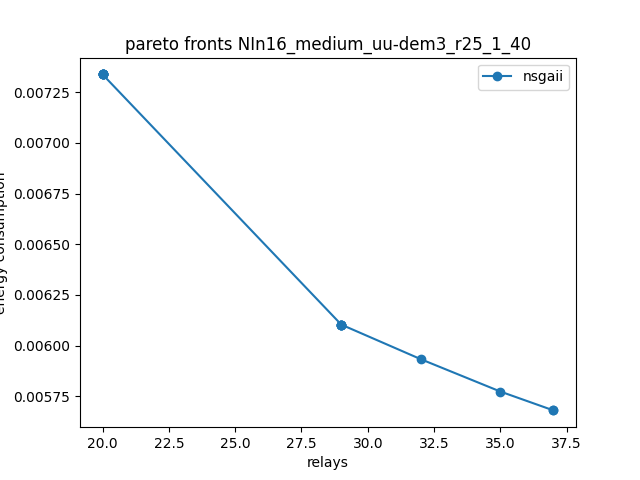 pareto fronts NIn16_medium_uu-dem3_r25_1_40
nsgaii
0.00725
0.00700
0.00675
0.00650
0.00625
0.00600
0.00575
energy consumption
20.0 22.5 25.0 27.5 30.0 32.5 35.0 37.5
relays